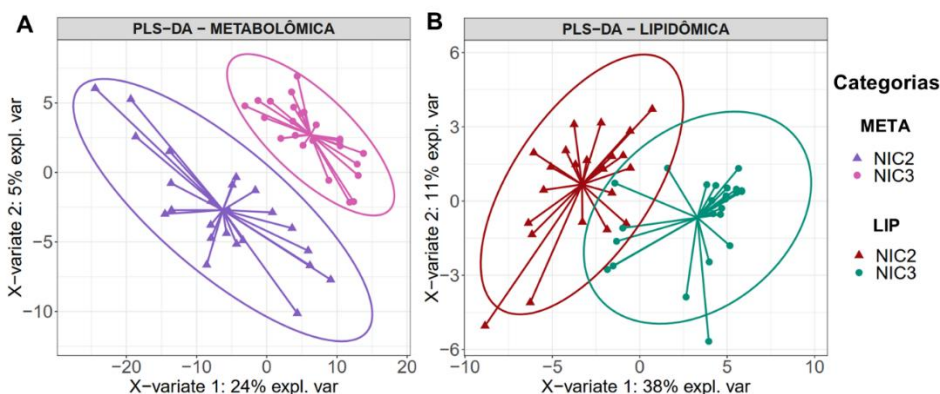 A
PLS-DA - METABOLÔMICA
5
0
-5
-10
X-variate 2: 5% expl. var
-20
-10
0
10
20
X-variate 1: 24% expl. var
B
PLS-DA - LIPIDÔMICA
6
3
0
-3
-6
X-variate 2: 11% expl. var
-10
-5
0
5
10
X-variate 1: 38% expl. var
Categorias
META
NIC2
NIC3
LIP
NIC2
NIC3